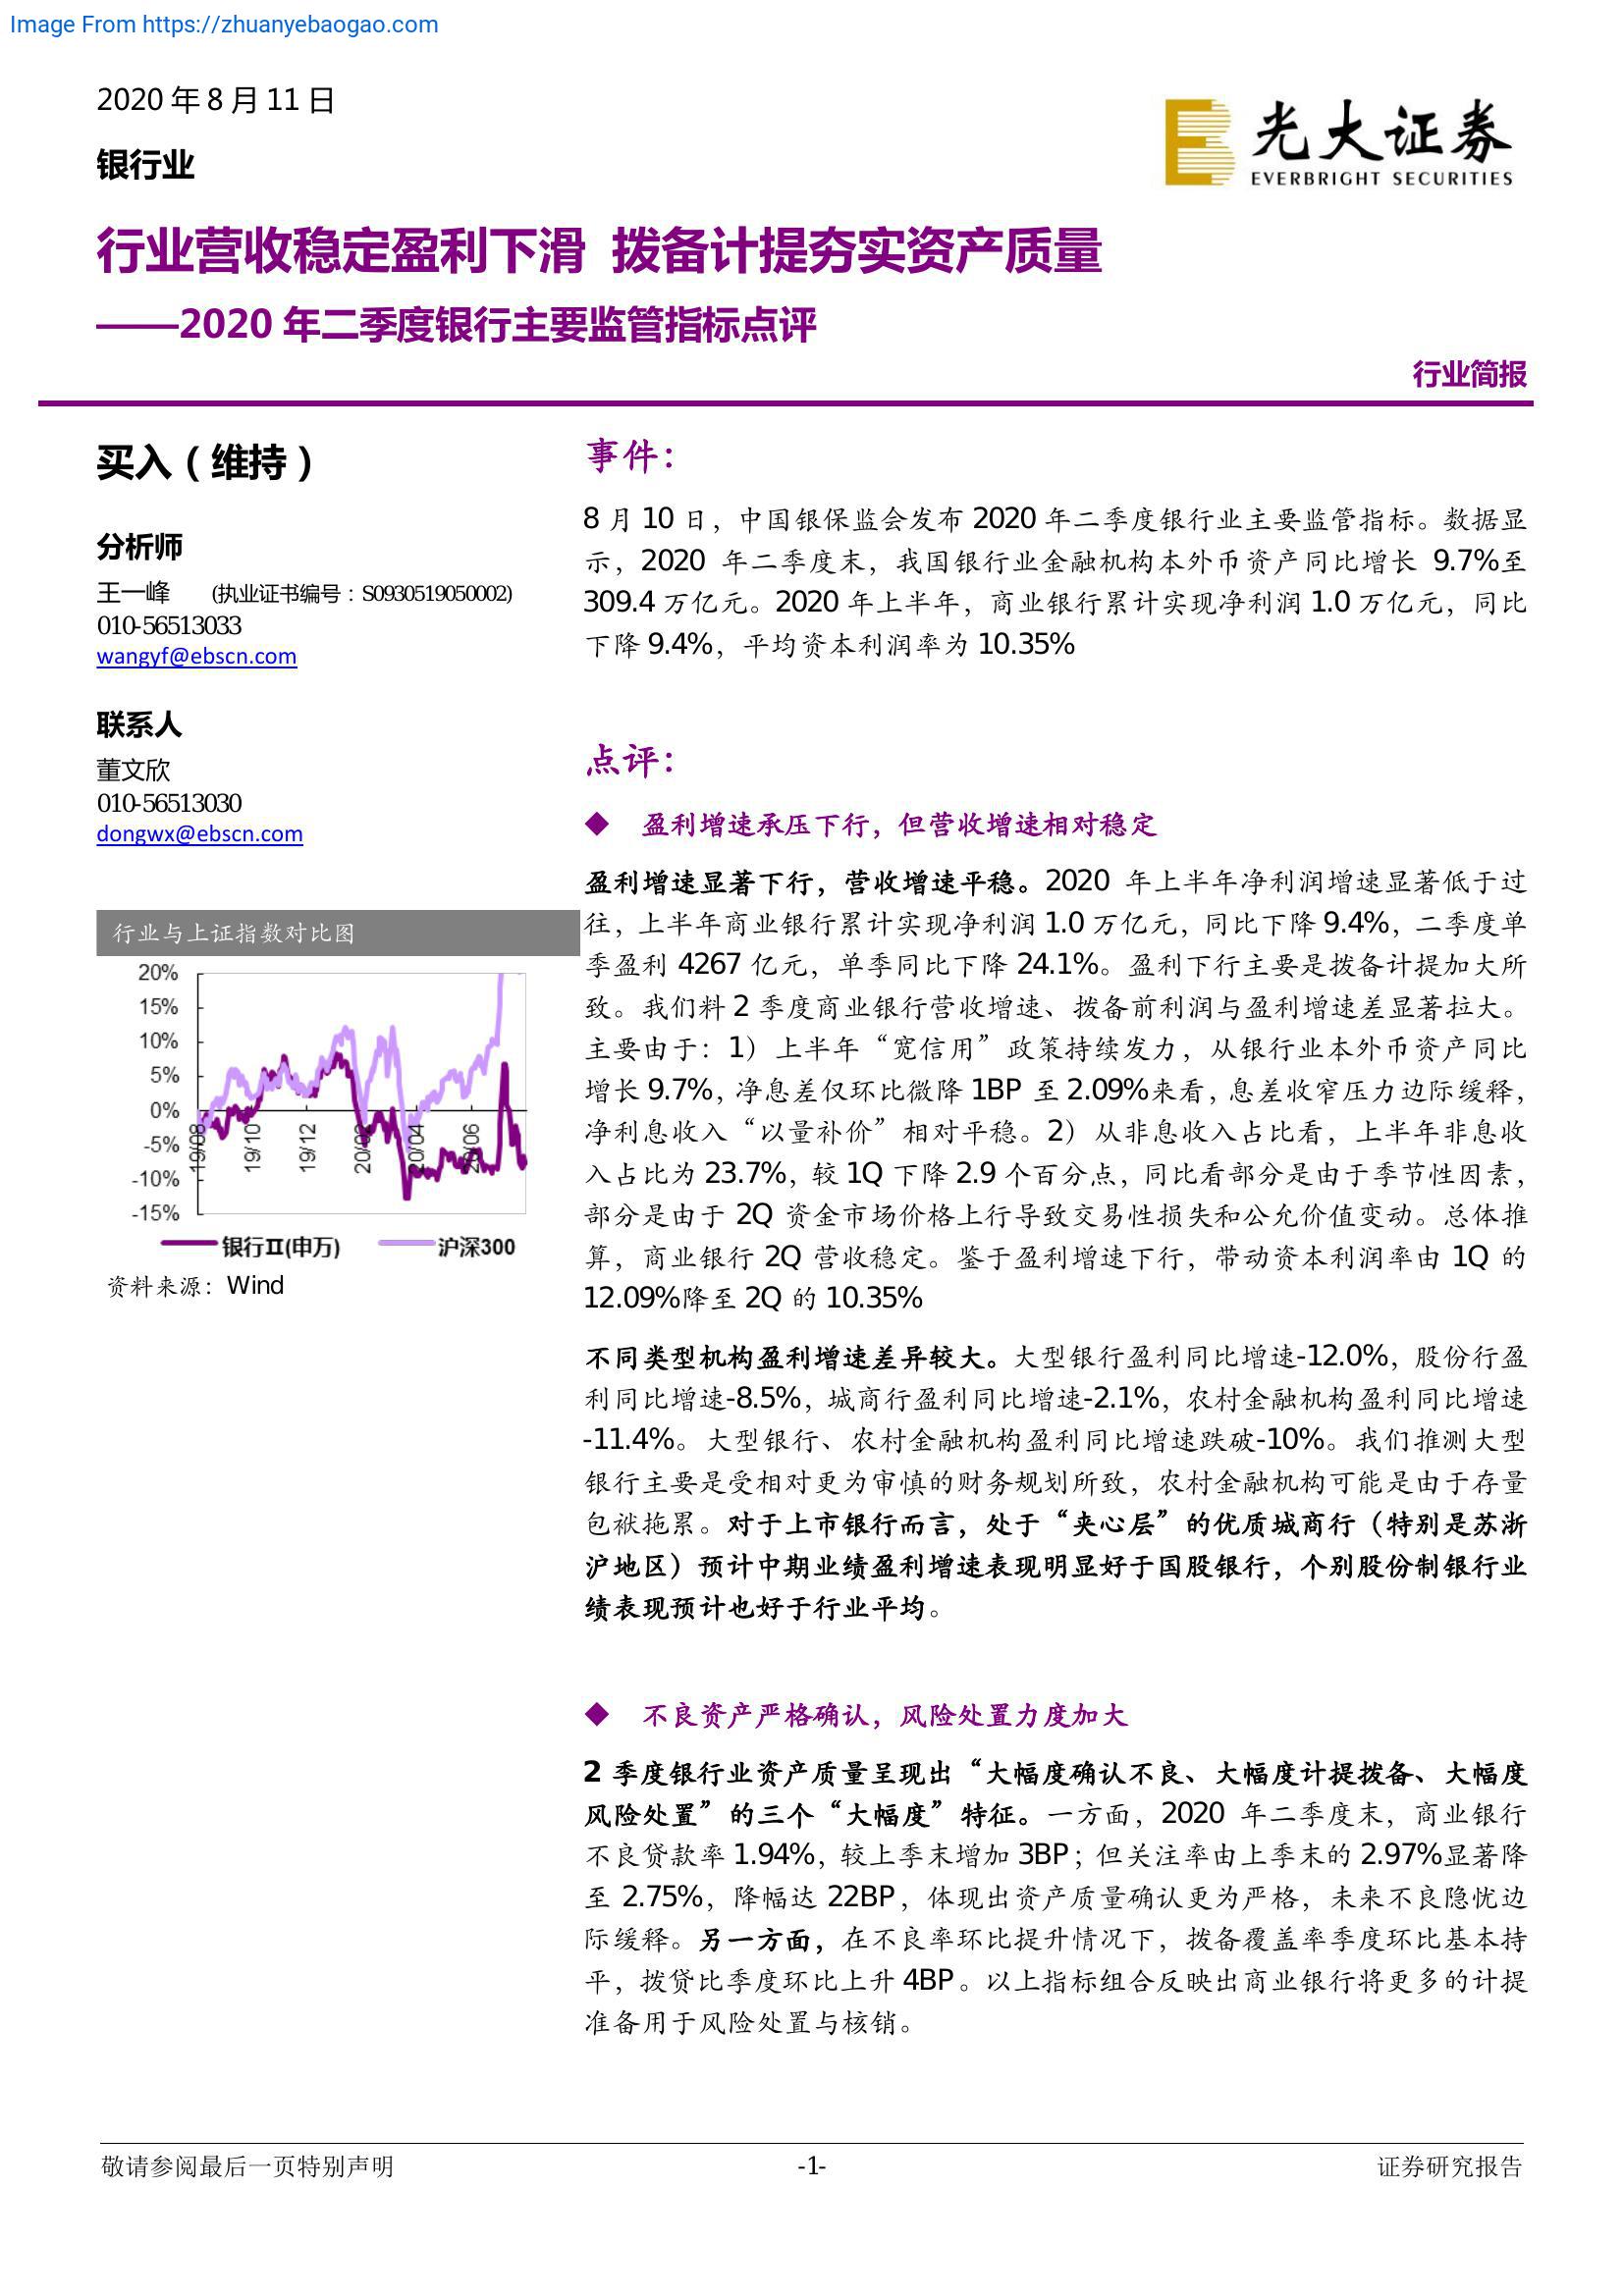 Image From https://zhuanyebaogao.com
2020 年 8 月 11 日
银行业
光大证券
EVERBRIGHT SECURITIES
行业营收稳定盈利下滑 拨备计提夯实资产质量
——2020 年二季度银行主要监管指标点评
行业简报
买入（维持）
分析师
王一峰 (执业证书编号：S0930519050002)
010-56513033
wangyf@ebscn.com
联系人
董文欣
010-56513030
dongwx@ebscn.com
行业与上证指数对比图
20%
15%
10%
5%
0%
-5%
-10%
-15%
19/08 19/10 19/12 20/02 20/04 20/06
银行II(申万) 沪深300
资料来源：Wind
事件：
8 月 10 日，中国银保监会发布 2020 年二季度银行业主要监管指标。数据显
示，2020 年二季度末，我国银行业金融机构本外币资产同比增长 9.7%至
309.4 万亿元。2020 年上半年，商业银行累计实现净利润 1.0 万亿元，同比
下降 9.4%，平均资本利润率为 10.35%
点评：
◆ 盈利增速承压下行，但营收增速相对稳定
盈利增速显著下行，营收增速平稳。2020 年上半年净利润增速显著低于过
往，上半年商业银行累计实现净利润 1.0 万亿元，同比下降 9.4%，二季度单
季盈利 4267 亿元，单季同比下降 24.1%。盈利下行主要是拨备计提加大所
致。我们料 2 季度商业银行营收增速、拨备前利润与盈利增速差显著拉大。
主要由于：1）上半年“宽信用”政策持续发力，从银行业本外币资产同比
增长 9.7%，净息差仅环比微降 1BP 至 2.09%来看，息差收窄压力边际缓释，
净利息收入“以量补价”相对平稳。2）从非息收入占比看，上半年非息收
入占比为 23.7%，较 1Q 下降 2.9 个百分点，同比看部分是由于季节性因素，
部分是由于 2Q 资金市场价格上行导致交易性损失和公允价值变动。总体推
算，商业银行 2Q 营收稳定。鉴于盈利增速下行，带动资本利润率由 1Q 的
12.09%降至 2Q 的 10.35%
不同类型机构盈利增速差异较大。大型银行盈利同比增速-12.0%，股份行盈
利同比增速-8.5%，城商行盈利同比增速-2.1%，农村金融机构盈利同比增速
-11.4%。大型银行、农村金融机构盈利同比增速跌破-10%。我们推测大型
银行主要是受相对更为审慎的财务规划所致，农村金融机构可能是由于存量
包袱拖累。对于上市银行而言，处于“夹心层”的优质城商行（特别是苏浙
沪地区）预计中期业绩盈利增速表现明显好于国股银行，个别股份制银行业
绩表现预计也好于行业平均。
◆ 不良资产严格确认，风险处置力度加大
2 季度银行业资产质量呈现出“大幅度确认不良、大幅度计提拨备、大幅度
风险处置”的三个“大幅度”特征。一方面，2020 年二季度末，商业银行
不良贷款率 1.94%，较上季末增加 3BP；但关注率由上季末的 2.97%显著降
至 2.75%，降幅达 22BP，体现出资产质量确认更为严格，未来不良隐忧边
际缓释。另一方面，在不良率环比提升情况下，拨备覆盖率季度环比基本持
平，拨贷比季度环比上升 4BP。以上指标组合反映出商业银行将更多的计提
准备用于风险处置与核销。
敬请参阅最后一页特别声明 -1- 证券研究报告